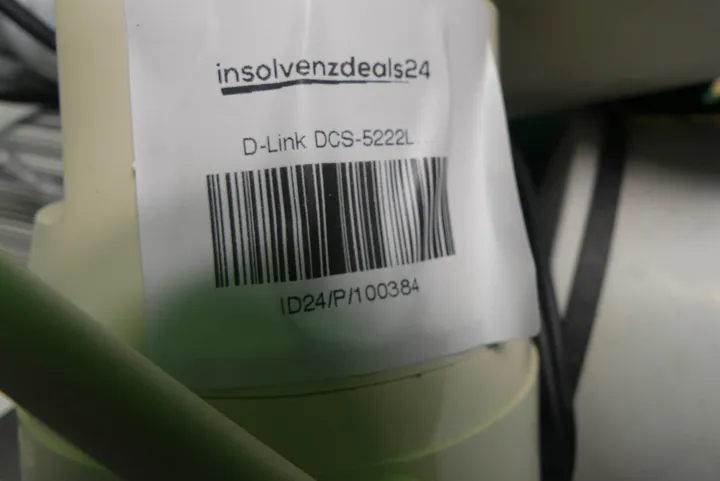 insolvenzdeals24
D-Link DCS-5222L
ID24/P/100384